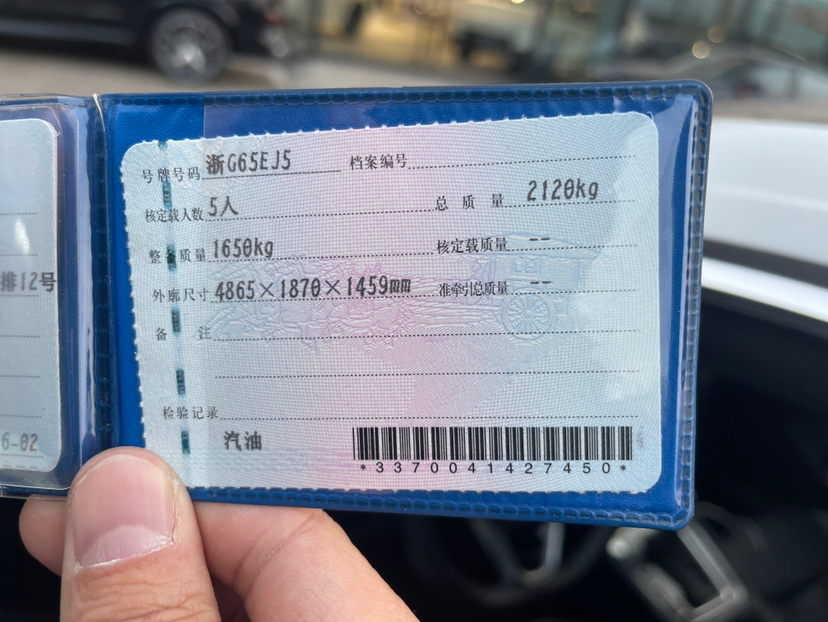 号牌号码 浙G65EJ5 档案编号
核定载人数 5人 总质量 2120kg
整备质量 1650kg 核定载质量 --
外廓尺寸 4865×1870×1459mm 准牵引总质量 --
备注
检验记录
汽油
*3370041427450*
排12号
6-02